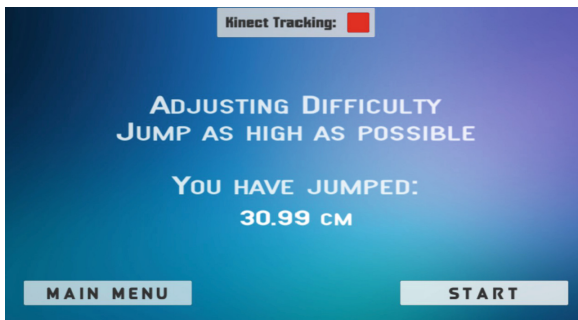 Kinect Tracking:
ADJUSTING DIFFICULTY
JUMP AS HIGH AS POSSIBLE
YOU HAVE JUMPED:
30.99 CM
MAIN MENU
START